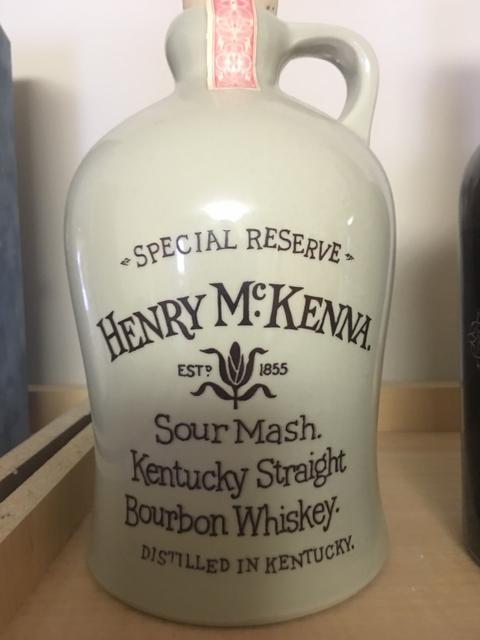 "SPECIAL RESERVE"
HENRY McKENNA.
ESTD 1855
Sour Mash.
Kentucky Straight
Bourbon Whiskey.
DISTILLED IN KENTUCKY.